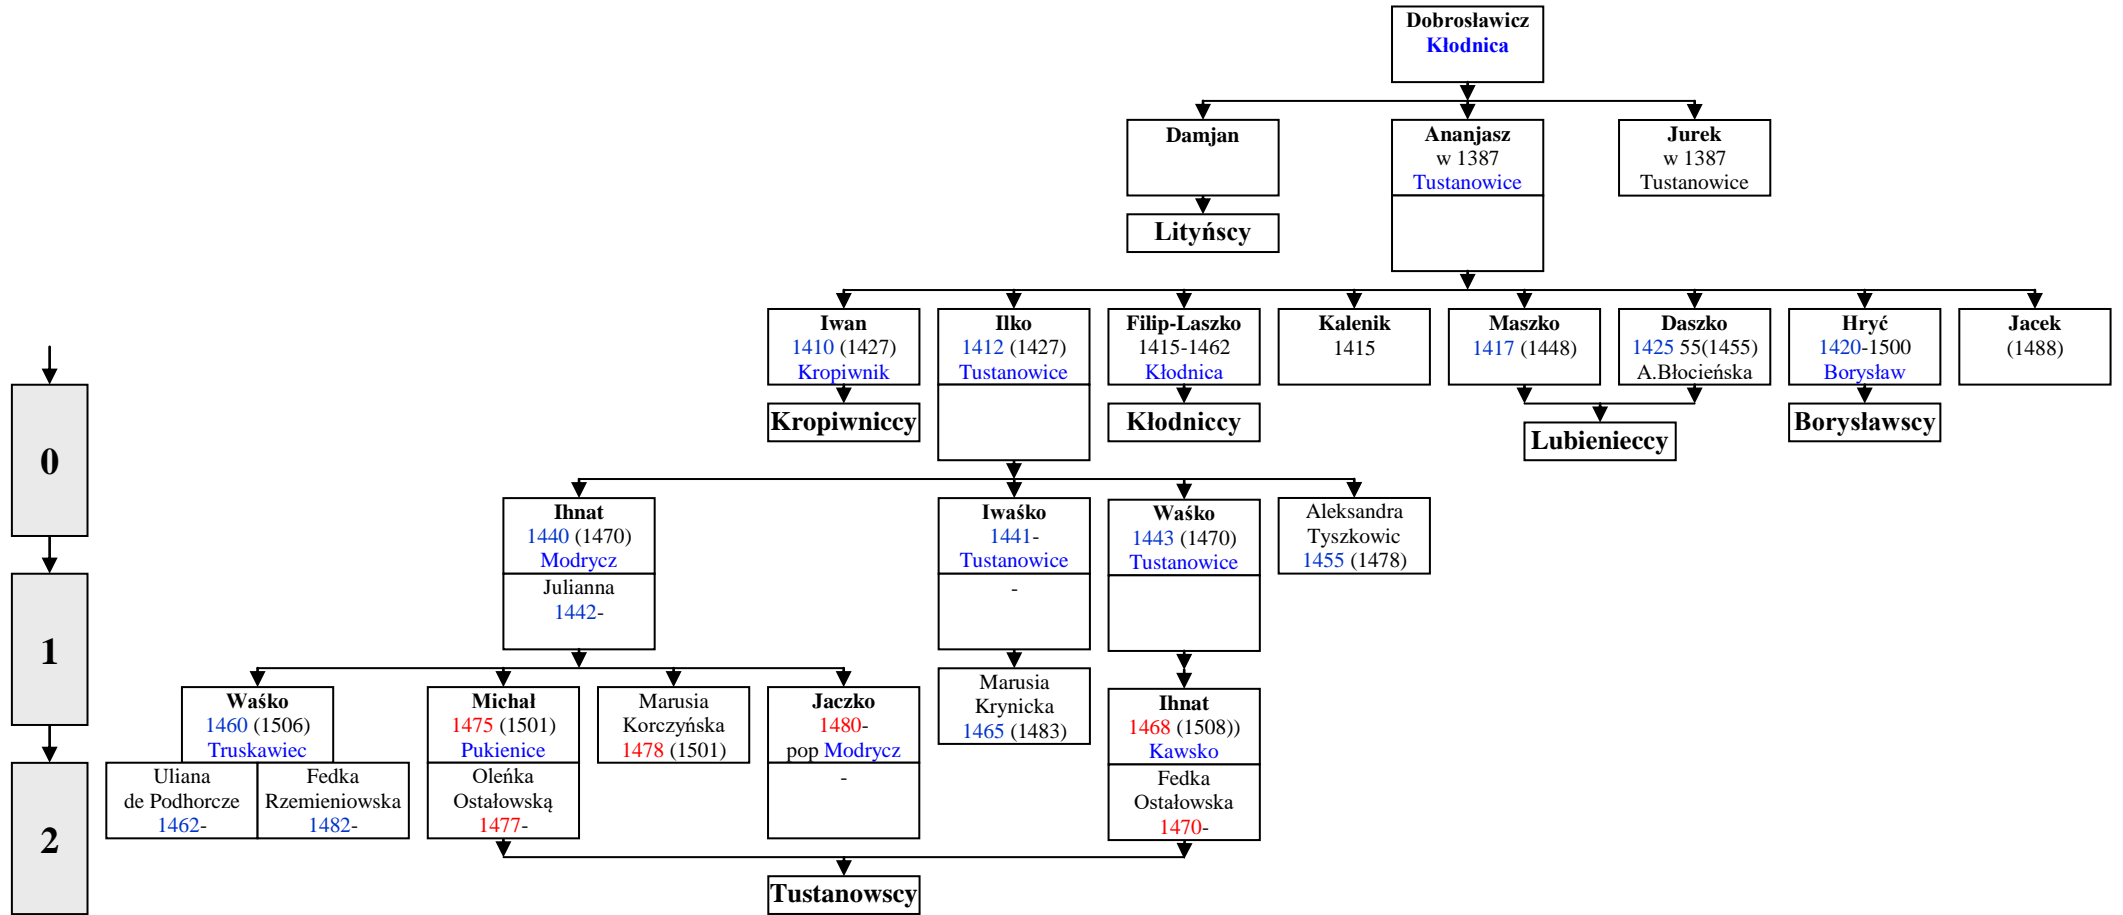 Dobrosławicz
Kłodnica
Damjan
Ananjasz
w 1387
Tustanowice
Jurek
w 1387
Tustanowice
Lityńscy
Iwan
1410 (1427)
Kropiwnik
Ilko
1412 (1427)
Tustanowice
Filip-Laszko
1415-1462
Kłodnica
Kalenik
1415
Maszko
1417 (1448)
Daszko
1425 55(1455)
A.Błocieńska
Hryć
1420-1500
Borysław
Jacek
(1488)
Kropiwniccy
Kłodniccy
Lubienieccy
Borysławscy
0
Ihnat
1440 (1470)
Modrycz
Julianna
1442-
Iwaśko
1441-
Tustanowice
-
Waśko
1443 (1470)
Tustanowice
Aleksandra
Tyszkowic
1455 (1478)
1
Waśko
1460 (1506)
Truskawiec
Uliana
de Podhorcze
1462-
Fedka
Rzemieniowska
1482-
Michał
1475 (1501)
Pukienice
Oleńka
Ostałowską
1477-
Marusia
Korczyńska
1478 (1501)
Jaczko
1480-
pop Modrycz
-
Marusia
Krynicka
1465 (1483)
Ihnat
1468 (1508))
Kawsko
Fedka
Ostałowska
1470-
2
Tustanowscy